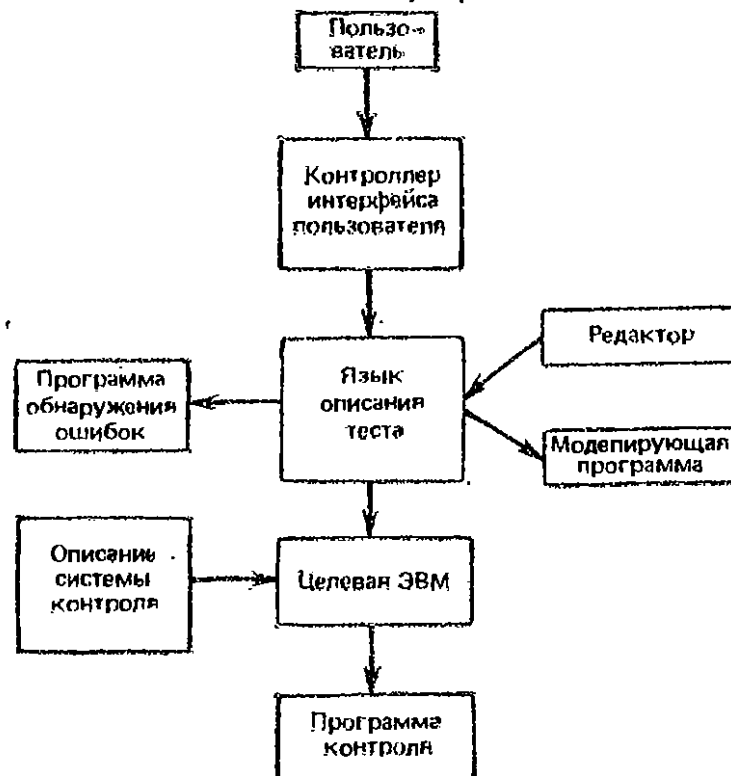 Пользо-
ватель
Контроллер
интерфейса
пользователя
Редактор
Программа
обнаружения
ошибок
Язык
описания
теста
Моделирующая
программа
Описание
системы
контроля
Целевая ЭВМ
Программа
контроля